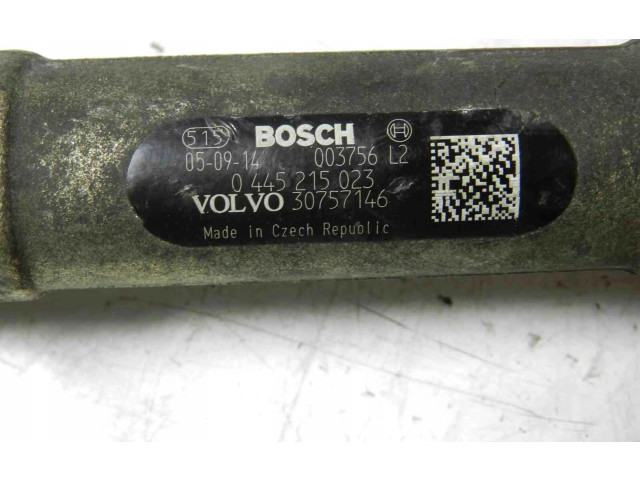 515 BOSCH
05-09-14 003756 L2
0 445 215 023
VOLVO 30757146
Made in Czech Republic